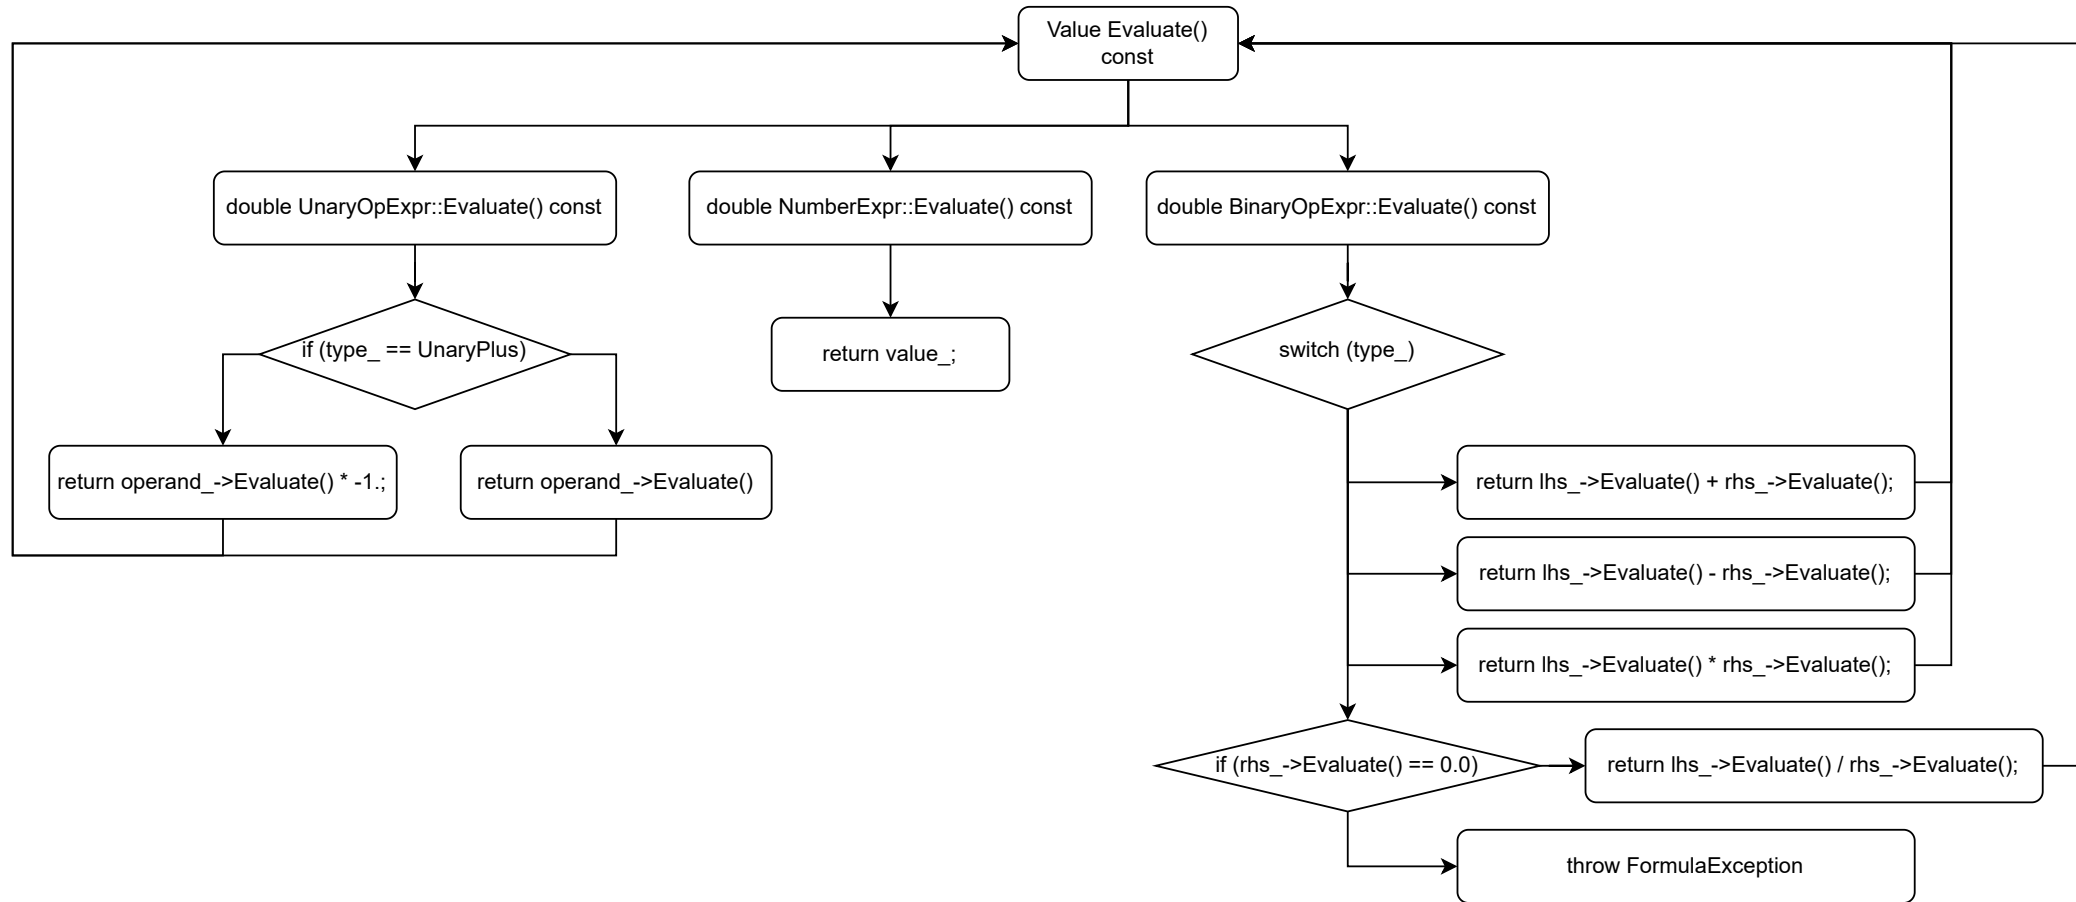 Value Evaluate()
const
double UnaryOpExpr::Evaluate() const
double NumberExpr::Evaluate() const
double BinaryOpExpr::Evaluate() const
if (type_ == UnaryPlus)
return value_;
switch (type_)
return operand_->Evaluate() * -1.;
return operand_->Evaluate()
return lhs_->Evaluate() + rhs_->Evaluate();
return lhs_->Evaluate() - rhs_->Evaluate();
return lhs_->Evaluate() * rhs_->Evaluate();
if (rhs_->Evaluate() == 0.0)
return lhs_->Evaluate() / rhs_->Evaluate();
throw FormulaException